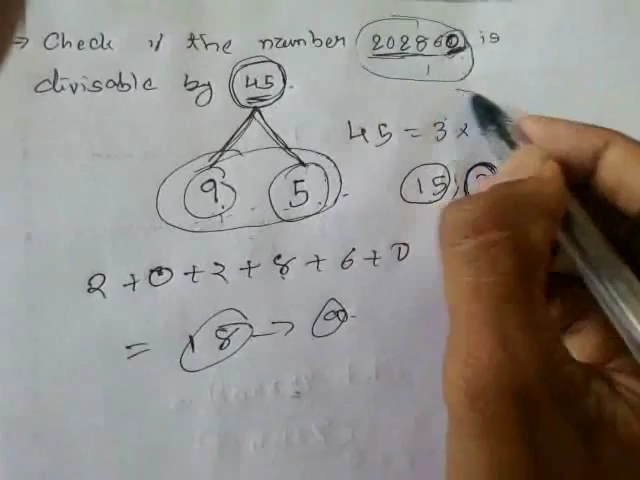 ⇒ Check if the number 202860 is
divisable by 45
45 = 3 ×
9 5
15,
2 + 0 + 2 + 8 + 6 + 0
= 18 → 9